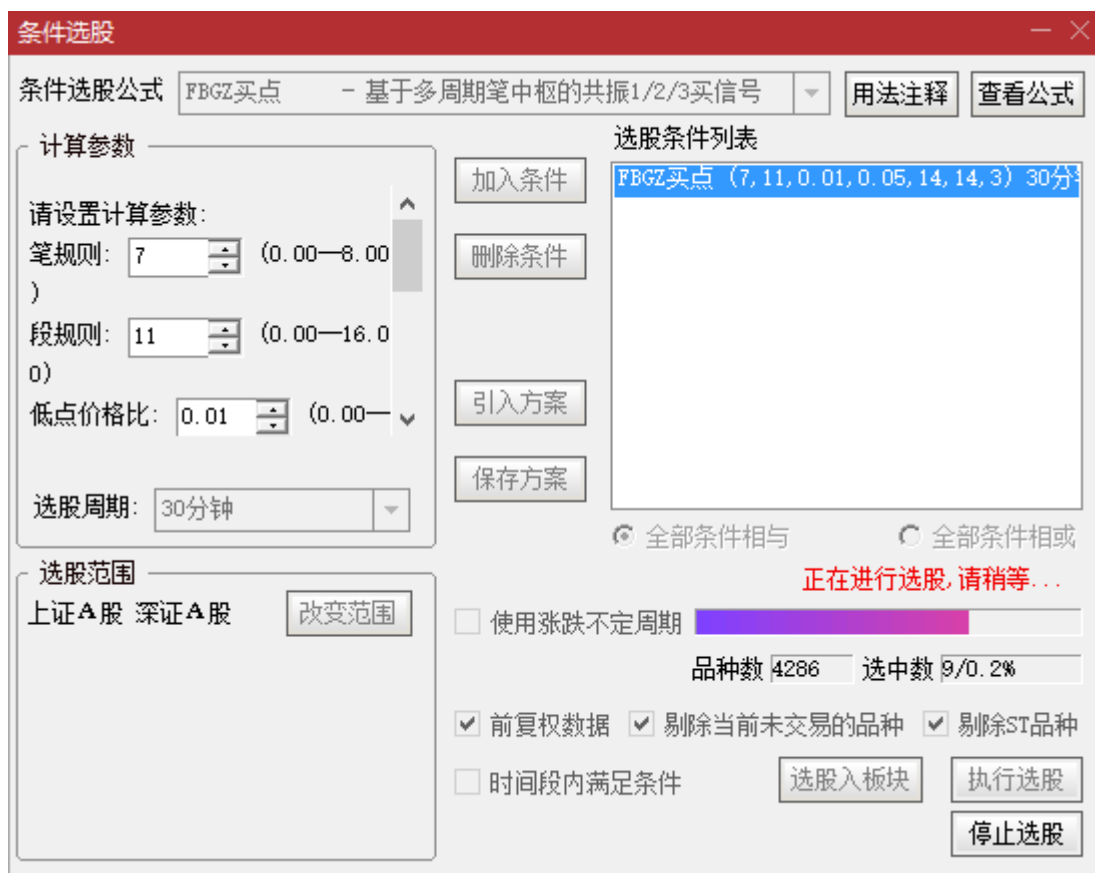 条件选股
条件选股公式 FBGZ买点 - 基于多周期笔中枢的共振1/2/3买信号 用法注释 查看公式
计算参数
请设置计算参数:
笔规则: 7 (0.00—8.00
)
段规则: 11 (0.00—16.0
0)
低点价格比: 0.01 (0.00—
选股周期: 30分钟
加入条件
删除条件
引入方案
保存方案
选股条件列表
FBGZ买点 (7,11,0.01,0.05,14,14,3) 30分
全部条件相与 全部条件相或
选股范围
上证A股 深证A股 改变范围
正在进行选股,请稍等...
使用涨跌不定周期
品种数 4286 选中数 9/0.2%
前复权数据 剔除当前未交易的品种 剔除ST品种
时间段内满足条件 选股入板块 执行选股
停止选股